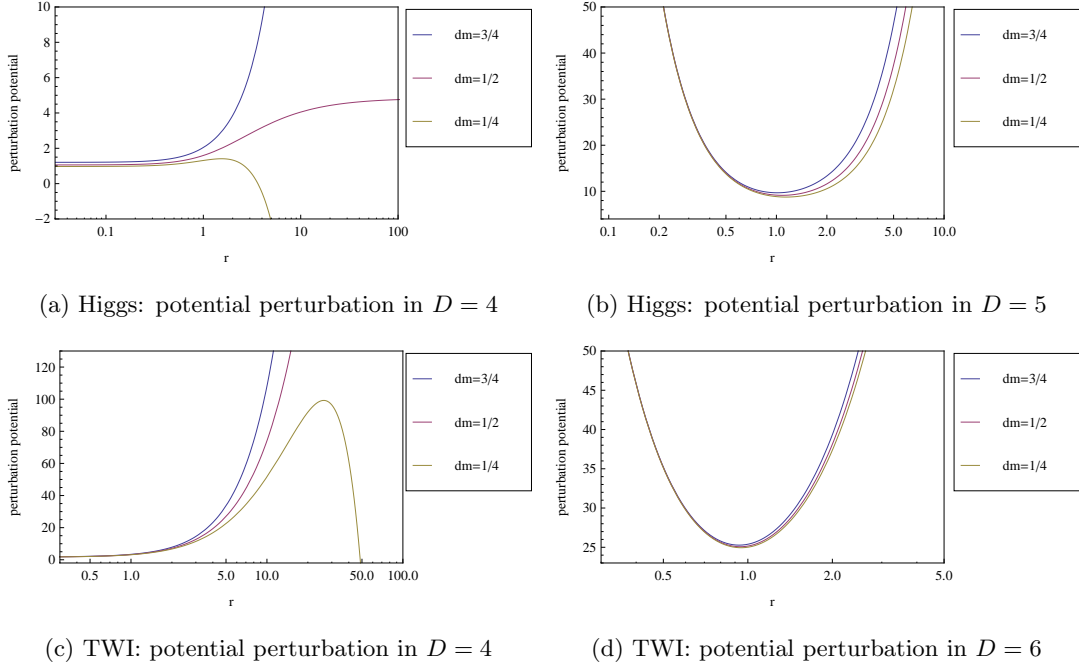 perturbation potential
10
8
6
4
2
0
−2
0.1 1 10 100
r
dm=3/4
dm=1/2
dm=1/4
(a) Higgs: potential perturbation in D = 4
perturbation potential
50
40
30
20
10
0.1 0.2 0.5 1.0 2.0 5.0 10.0
r
dm=3/4
dm=1/2
dm=1/4
(b) Higgs: potential perturbation in D = 5
perturbation potential
120
100
80
60
40
20
0
0.5 1.0 5.0 10.0 50.0 100.0
r
dm=3/4
dm=1/2
dm=1/4
(c) TWI: potential perturbation in D = 4
perturbation potential
50
45
40
35
30
25
0.5 1.0 2.0 5.0
r
dm=3/4
dm=1/2
dm=1/4
(d) TWI: potential perturbation in D = 6